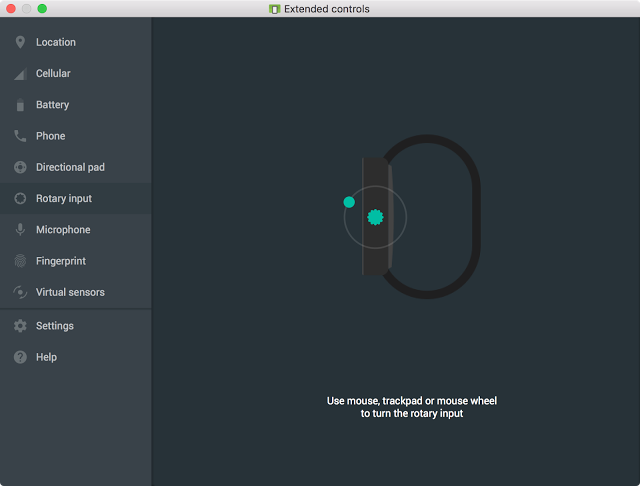 Extended controls
Location
Cellular
Battery
Phone
Directional pad
Rotary input
Microphone
Fingerprint
Virtual sensors
Settings
Help
Use mouse, trackpad or mouse wheel
to turn the rotary input